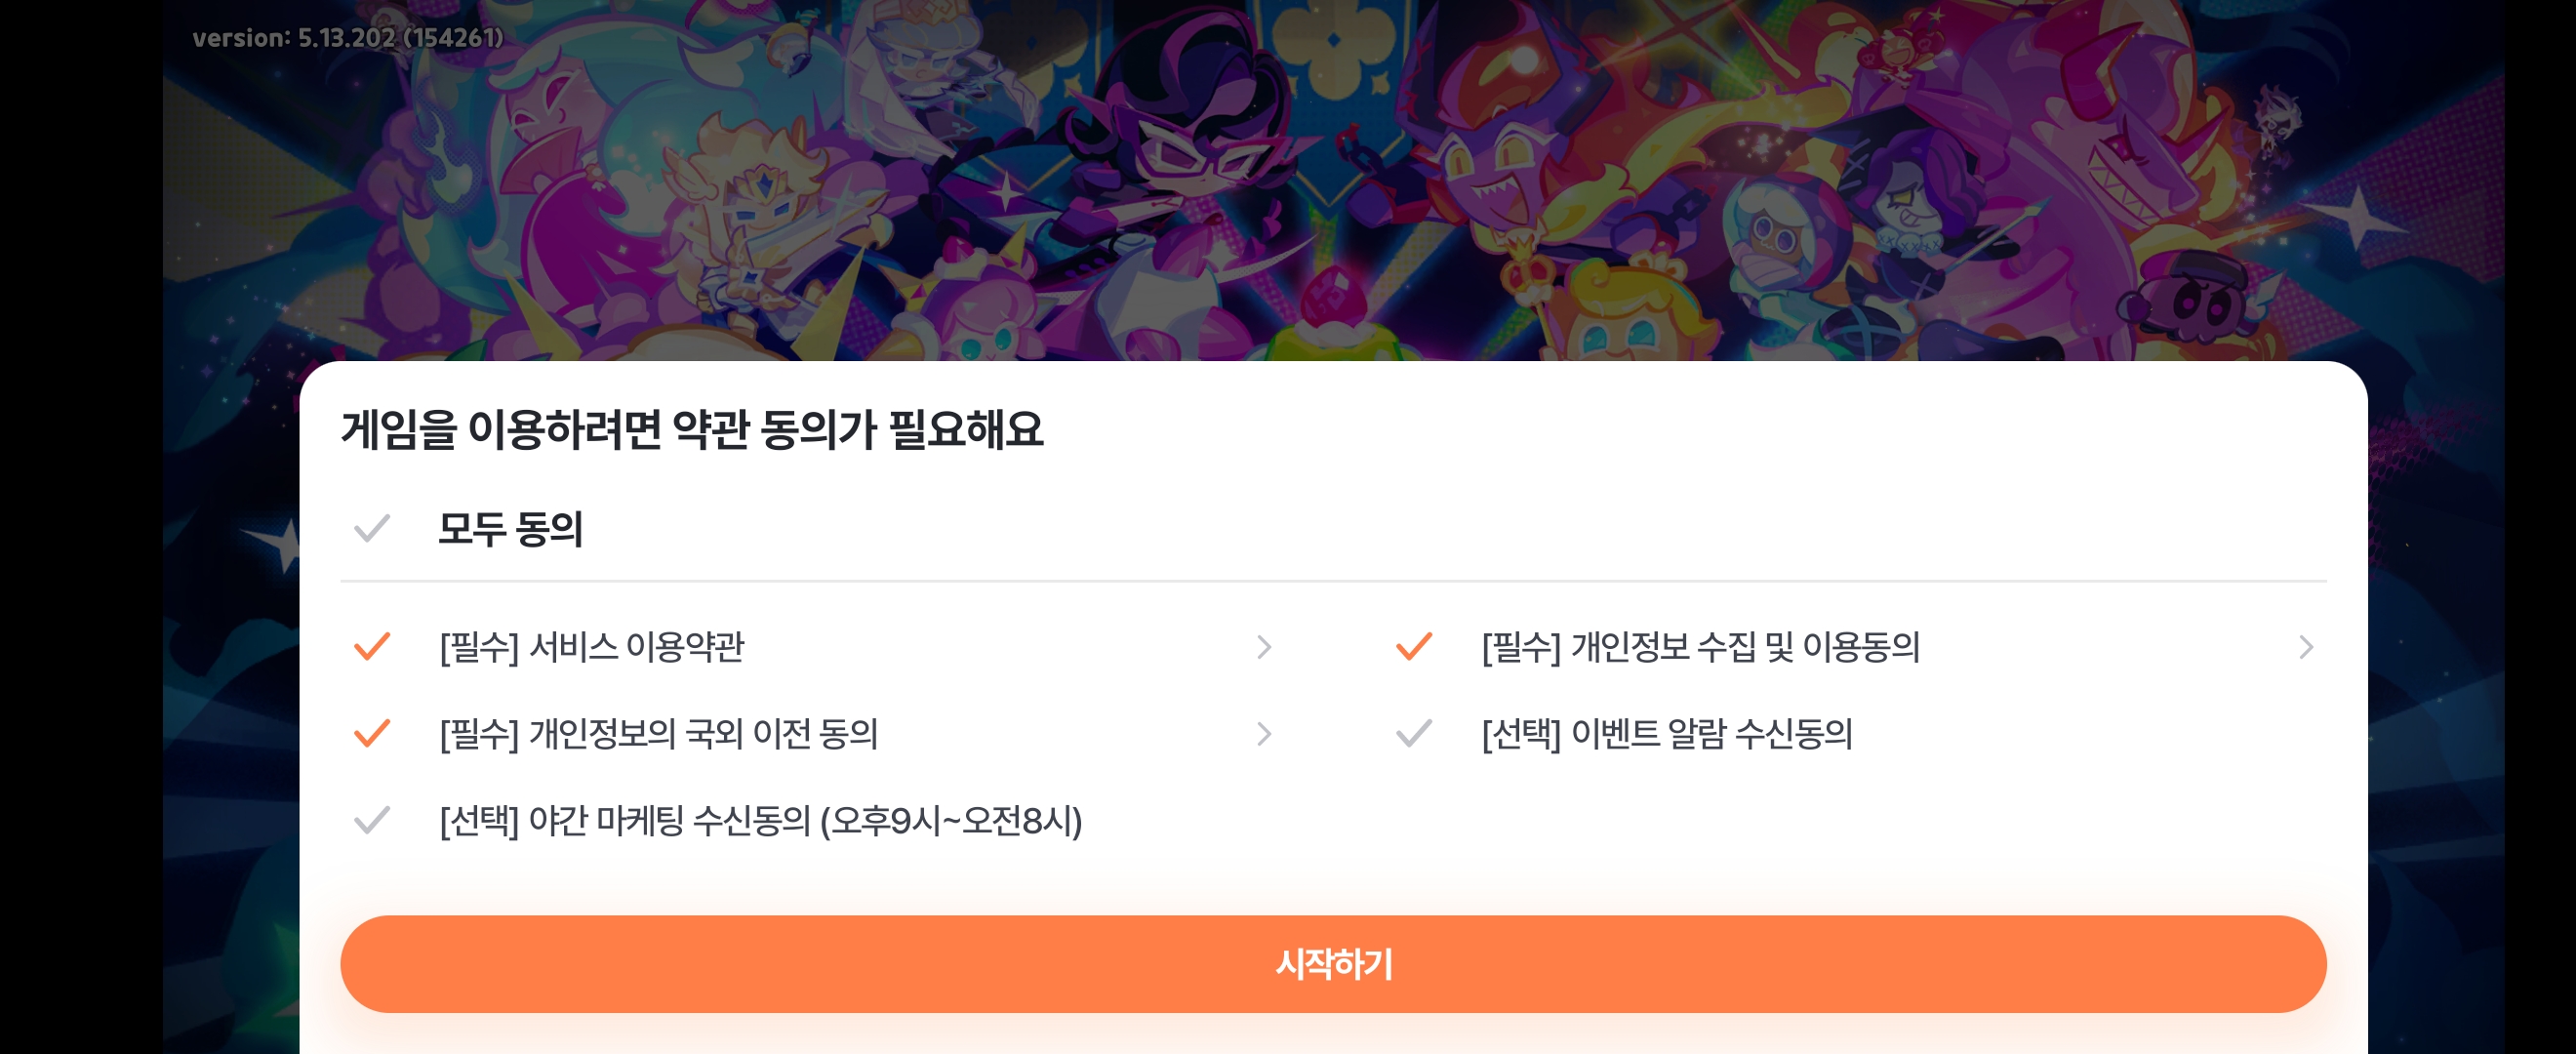 version: 5.13.202 (154261)
게임을 이용하려면 약관 동의가 필요해요
모두 동의
[필수] 서비스 이용약관
[필수] 개인정보 수집 및 이용동의
[필수] 개인정보의 국외 이전 동의
[선택] 이벤트 알람 수신동의
[선택] 야간 마케팅 수신동의 (오후9시~오전8시)
시작하기